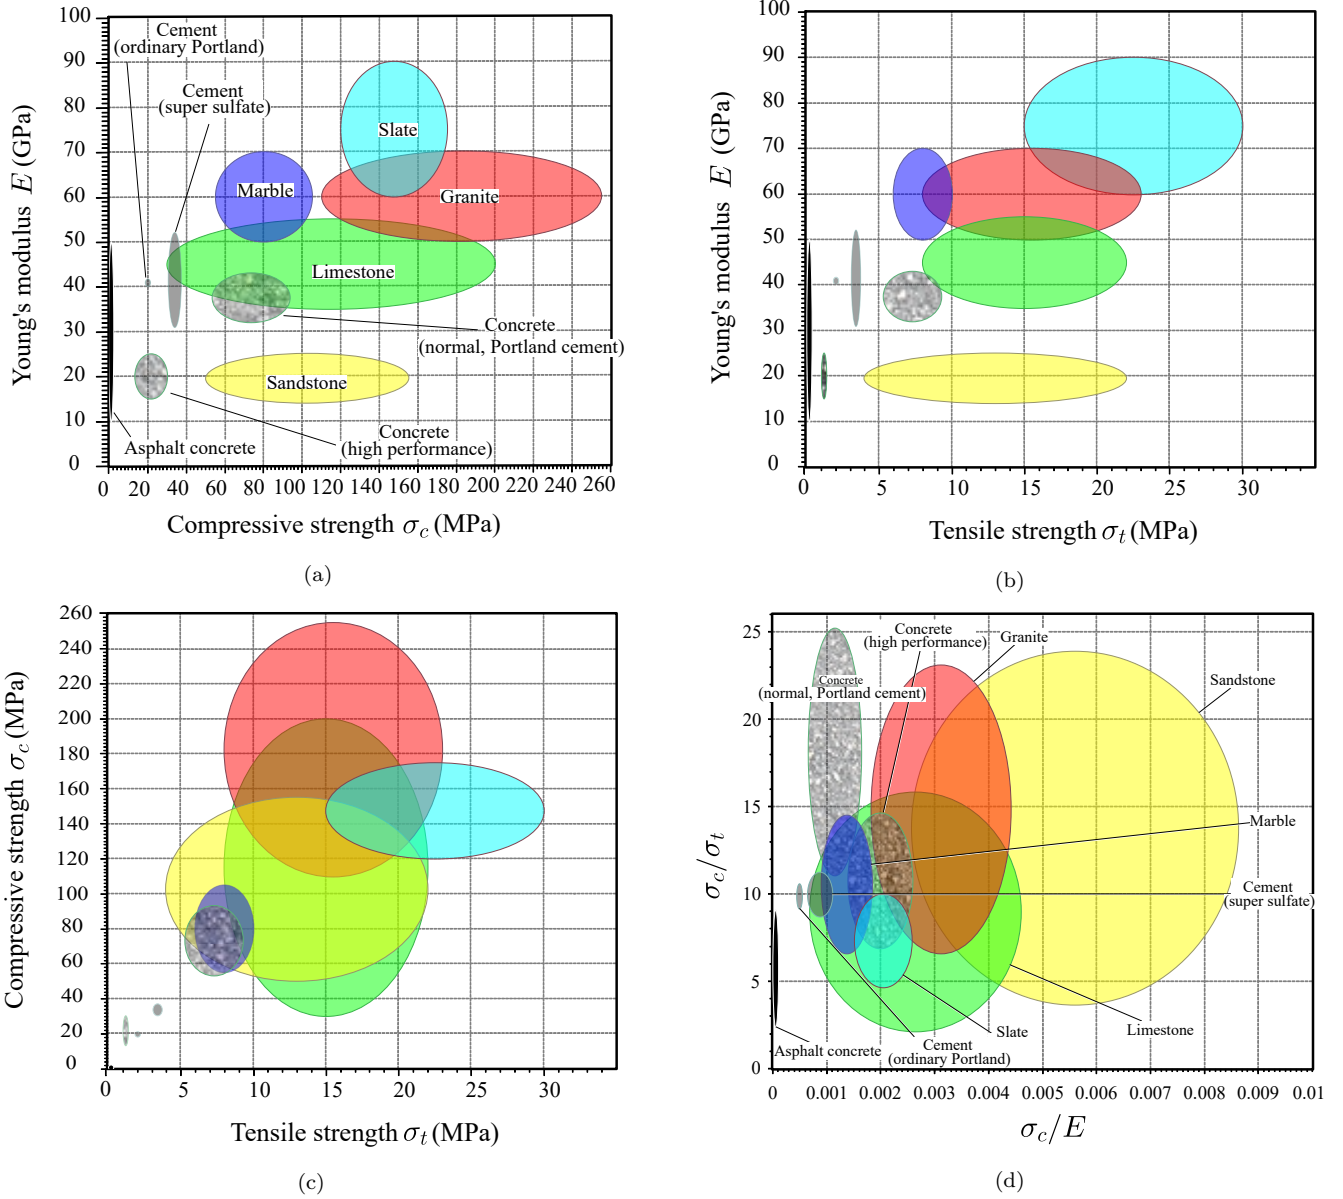 100
90
80
70
60
50
40
30
20
10
0
Young's modulus E (GPa)
Cement
(ordinary Portland)
Cement
(super sulfate)
Slate
Marble
Granite
Limestone
Concrete
(normal, Portland cement)
Sandstone
Concrete
(high performance)
Asphalt concrete
0 20 40 60 80 100 120 140 160 180 200 220 240 260
Compressive strength σc (MPa)
(a)
100
90
80
70
60
50
40
30
20
10
0
Young's modulus E (GPa)
0 5 10 15 20 25 30
Tensile strength σt (MPa)
(b)
260
240
220
200
180
160
140
120
100
80
60
40
20
0
Compressive strength σc (MPa)
0 5 10 15 20 25 30
Tensile strength σt (MPa)
(c)
25
20
15
10
5
0
σc/σt
Concrete
(high performance)
Granite
Concrete
(normal, Portland cement)
Sandstone
Marble
Cement
(super sulfate)
Limestone
Slate
Cement
(ordinary Portland)
Asphalt concrete
0 0.001 0.002 0.003 0.004 0.005 0.006 0.007 0.008 0.009 0.01
σc/E
(d)